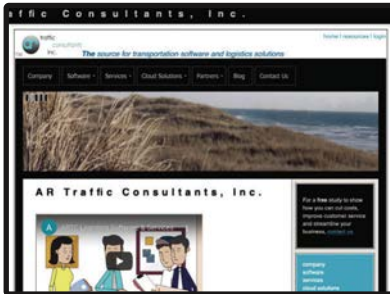 affic Consultants, Inc.
home | resources | login
traffic
consultants
inc.
The source for transportation software and logistics solutions
Company Software Services Cloud Solutions Partners Blog Contact Us
AR Traffic Consultants, Inc.
A
For a free study to show
how you can cut costs,
improve customer service
and streamline your
business, contact us
company
software
services
cloud solutions